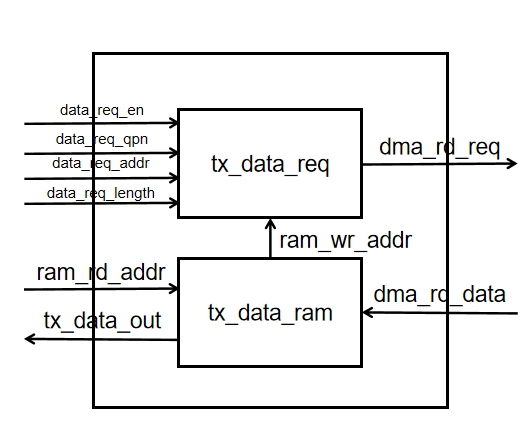 data_req_en
data_req_qpn
data_req_addr
data_req_length
tx_data_req
dma_rd_req
ram_wr_addr
ram_rd_addr
tx_data_out
tx_data_ram
dma_rd_data